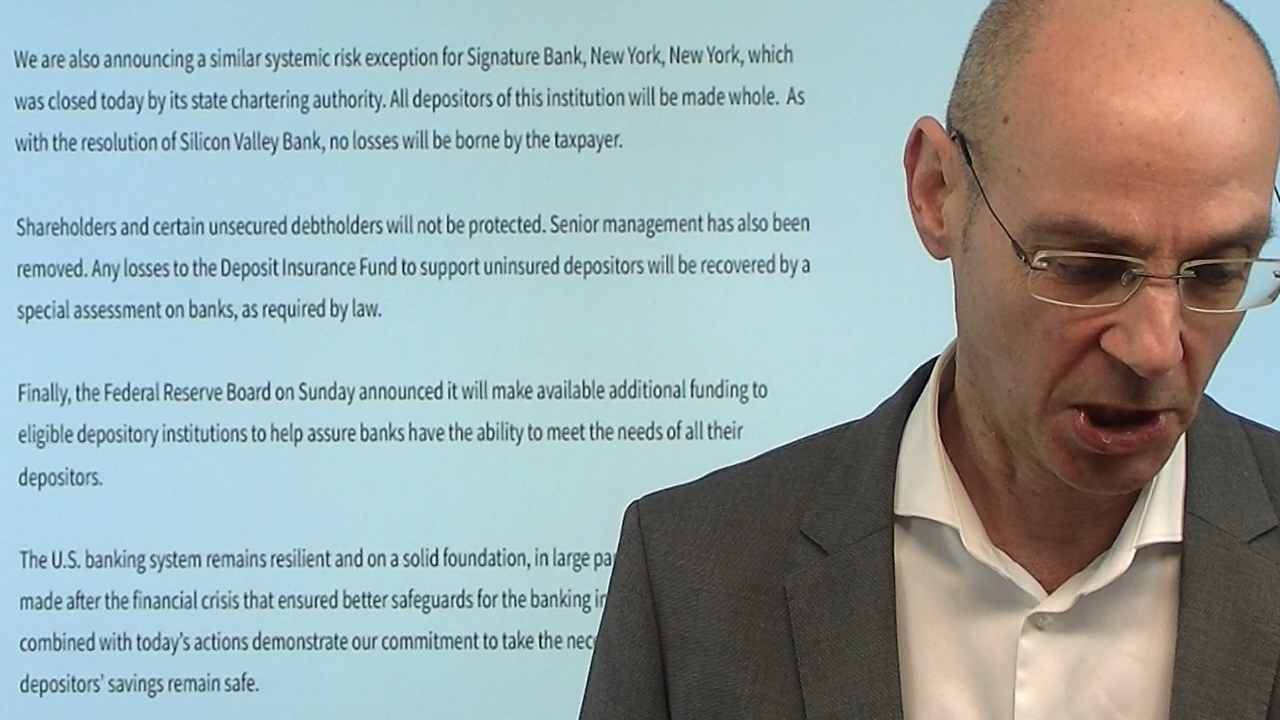 We are also announcing a similar systemic risk exception for Signature Bank, New York, New York, which
was closed today by its state chartering authority. All depositors of this institution will be made whole. As
with the resolution of Silicon Valley Bank, no losses will be borne by the taxpayer.
Shareholders and certain unsecured debtholders will not be protected. Senior management has also been
removed. Any losses to the Deposit Insurance Fund to support uninsured depositors will be recovered by a
special assessment on banks, as required by law.
Finally, the Federal Reserve Board on Sunday announced it will make available additional funding to
eligible depository institutions to help assure banks have the ability to meet the needs of all their
depositors.
The U.S. banking system remains resilient and on a solid foundation, in large
made after the financial crisis that ensured better safeguards for the banking
combined with today's actions demonstrate our commitment to take the
depositors' savings remain safe.